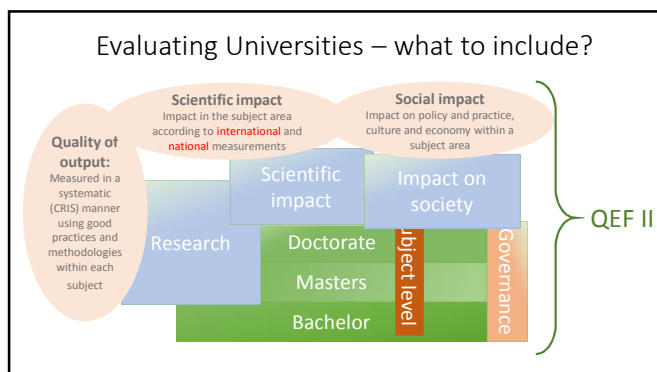 Evaluating Universities – what to include?
Scientific impact
Impact in the subject area
according to international and
national measurements
Social impact
Impact on policy and practice,
culture and economy within a
subject area
Quality of
output:
Measured in a
systematic
(CRIS) manner
using good
practices and
methodologies
within each
subject
Scientific
impact
Impact on
society
Research
Doctorate
Masters
Bachelor
Subject level
Governance
QEF II